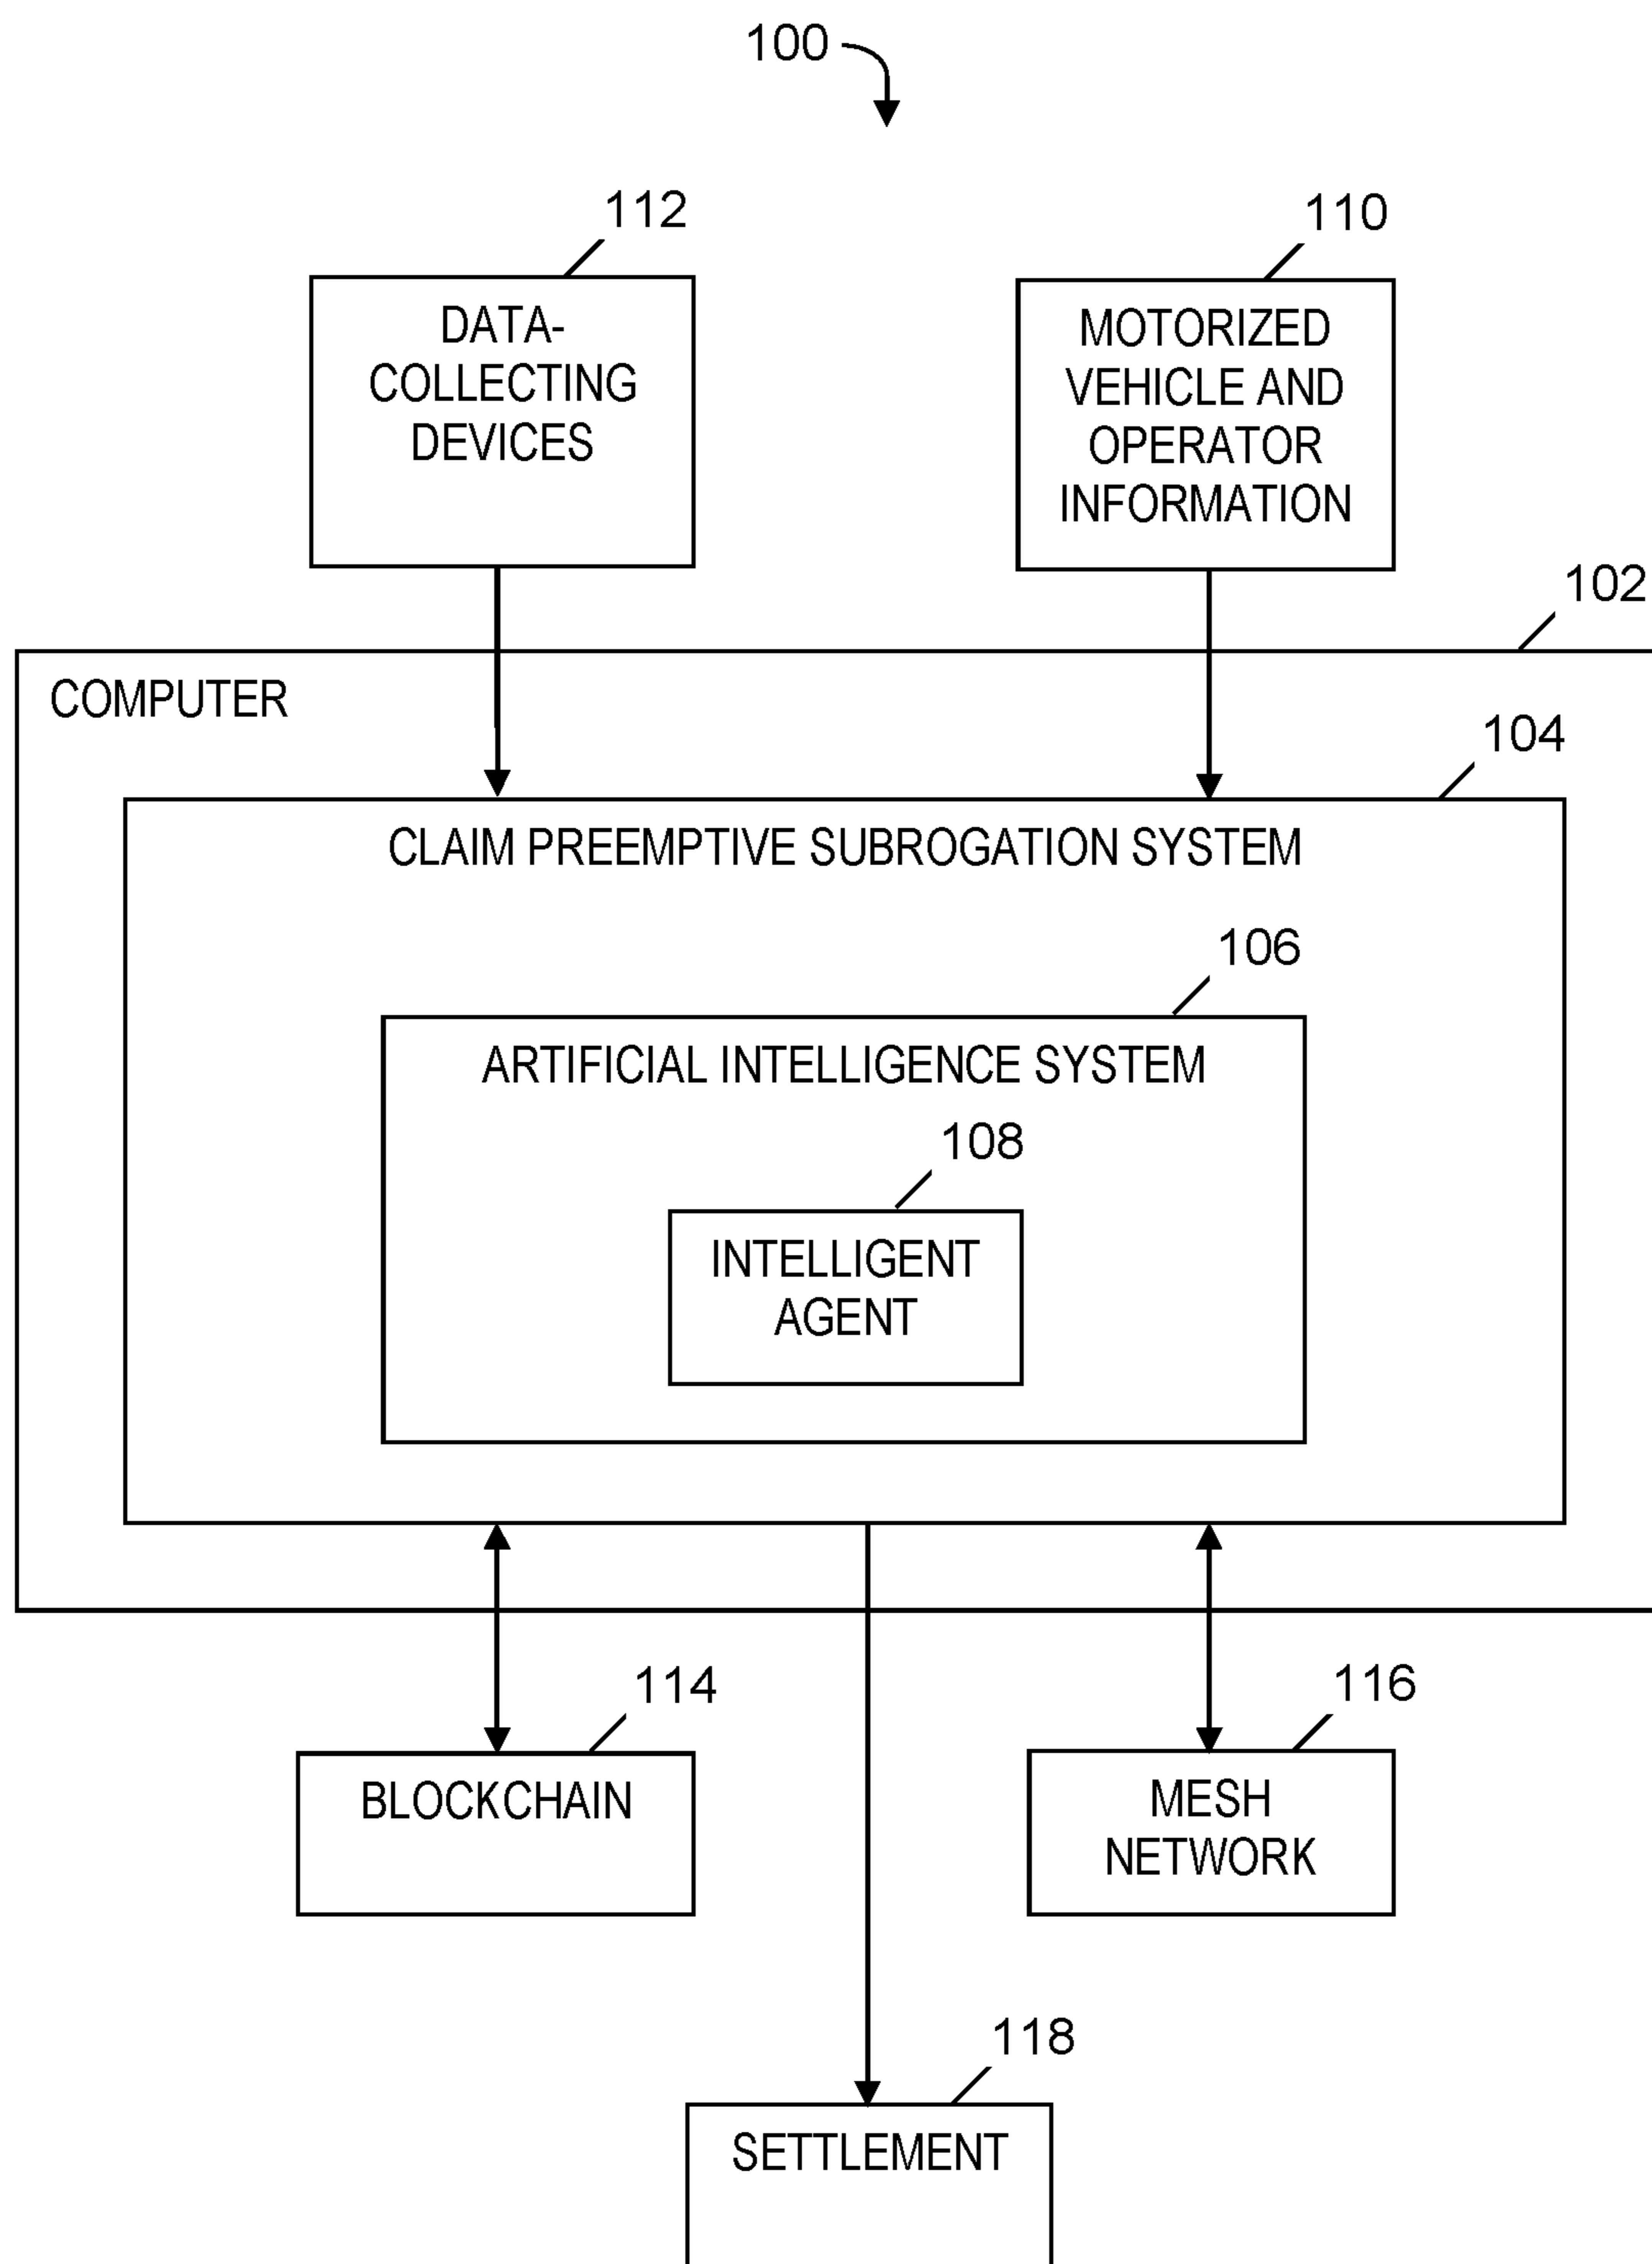 100
112
DATA-
COLLECTING
DEVICES
110
MOTORIZED
VEHICLE AND
OPERATOR
INFORMATION
102
COMPUTER
104
CLAIM PREEMPTIVE SUBROGATION SYSTEM
106
ARTIFICIAL INTELLIGENCE SYSTEM
108
INTELLIGENT
AGENT
114
BLOCKCHAIN
116
MESH
NETWORK
118
SETTLEMENT